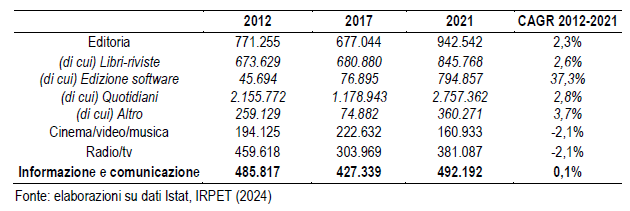 2012 2017 2021 CAGR 2012-2021
Editoria 771.255 677.044 942.542 2,3%
(di cui) Libri-riviste 673.629 680.880 845.768 2,6%
(di cui) Edizione software 45.694 76.895 794.857 37,3%
(di cui) Quotidiani 2.155.772 1.178.943 2.757.362 2,8%
(di cui) Altro 259.129 74.882 360.271 3,7%
Cinema/video/musica 194.125 222.632 160.933 -2,1%
Radio/tv 459.618 303.969 381.087 -2,1%
Informazione e comunicazione 485.817 427.339 492.192 0,1%
Fonte: elaborazioni su dati Istat, IRPET (2024)